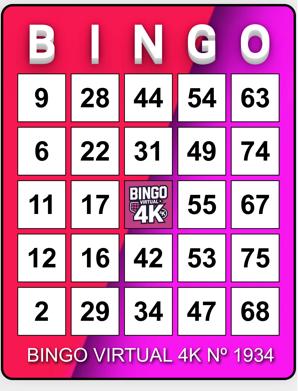 BINGO
9 28 44 54 63
6 22 31 49 74
11 17 BINGO VIRTUAL 4K 55 67
12 16 42 53 75
2 29 34 47 68
BINGO VIRTUAL 4K Nº 1934